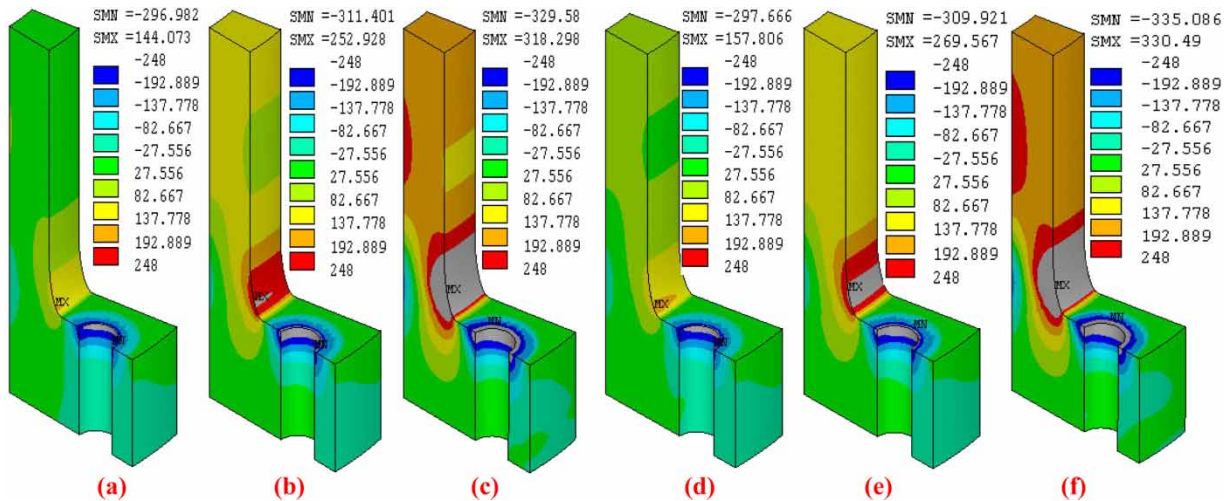 SMN =-296.982
SMX =144.073
-248
-192.889
-137.778
-82.667
-27.556
27.556
82.667
137.778
192.889
248
MX
MN
(a)
SMN =-311.401
SMX =252.928
-248
-192.889
-137.778
-82.667
-27.556
27.556
82.667
137.778
192.889
248
MX
MN
(b)
SMN =-329.58
SMX =318.298
-248
-192.889
-137.778
-82.667
-27.556
27.556
82.667
137.778
192.889
248
MX
MN
(c)
SMN =-297.666
SMX =157.806
-248
-192.889
-137.778
-82.667
-27.556
27.556
82.667
137.778
192.889
248
MX
MN
(d)
SMN =-309.921
SMX =269.567
-248
-192.889
-137.778
-82.667
-27.556
27.556
82.667
137.778
192.889
248
MX
MN
(e)
SMN =-335.086
SMX =330.49
-248
-192.889
-137.778
-82.667
-27.556
27.556
82.667
137.778
192.889
248
MX
MN
(f)